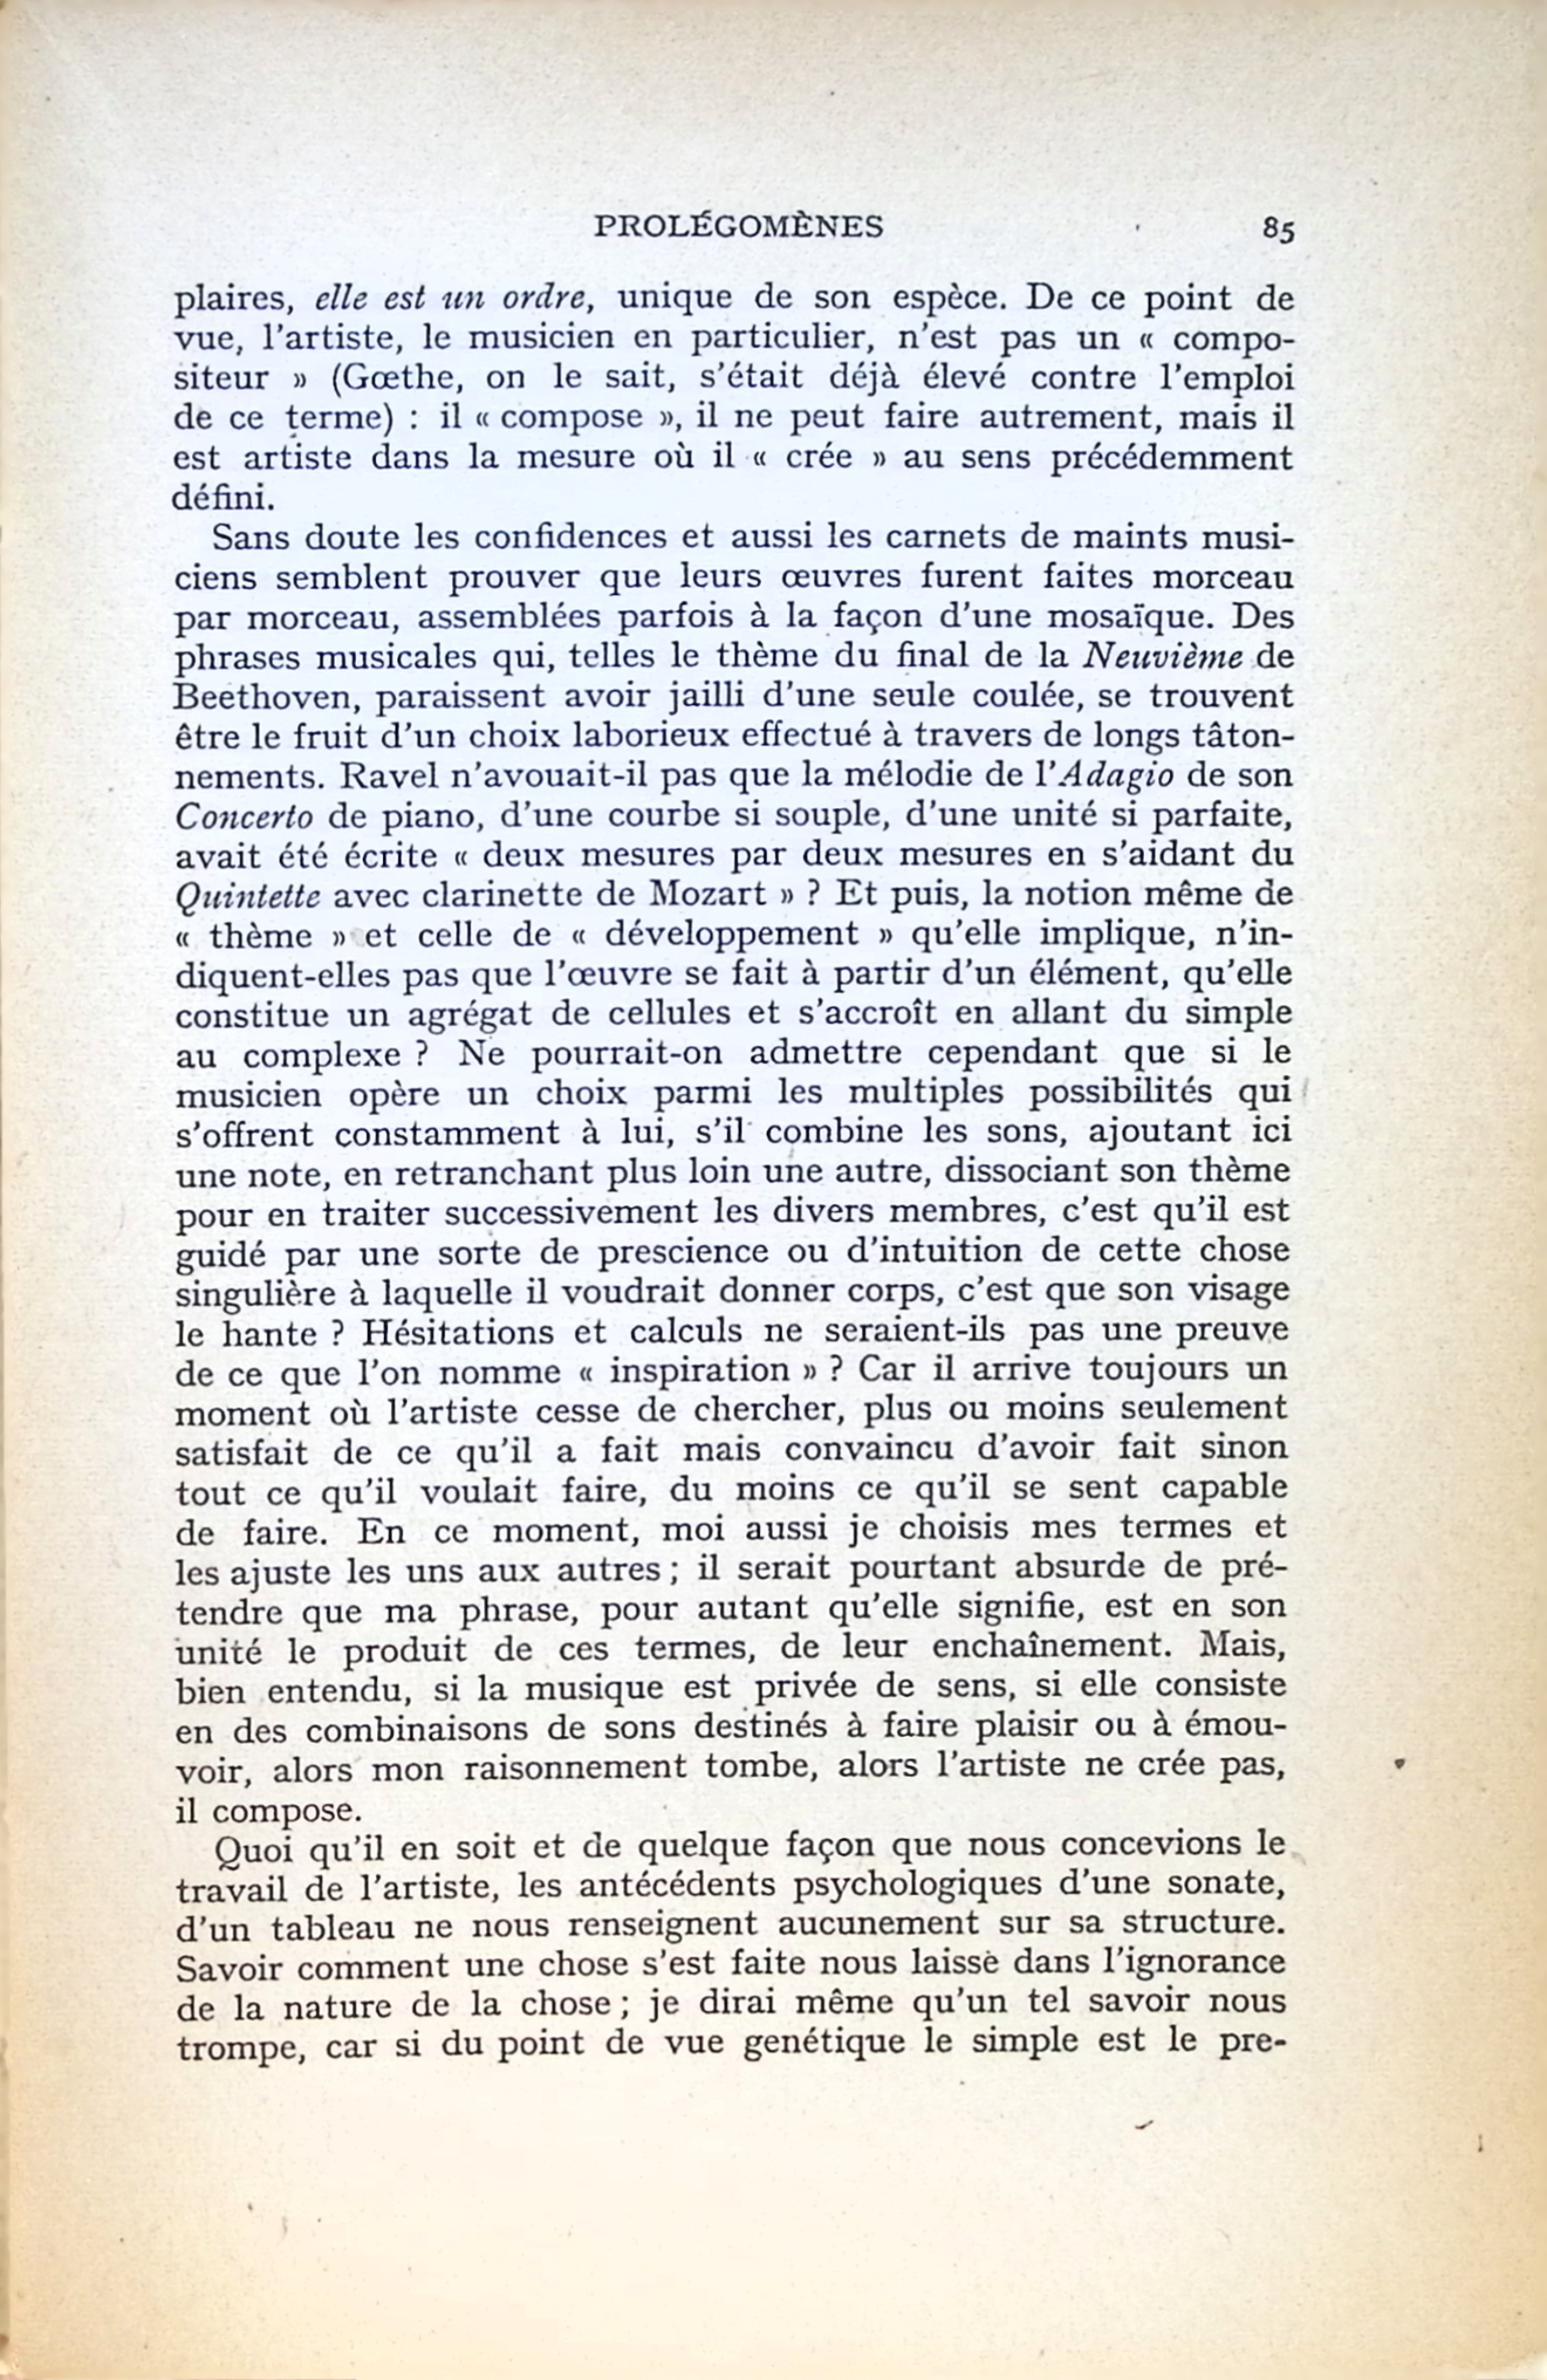 PROLÉGOMÈNES 85
plaires, elle est un ordre, unique de son espèce. De ce point de
vue, l'artiste, le musicien en particulier, n'est pas un « compo-
siteur » (Gœthe, on le sait, s'était déjà élevé contre l'emploi
de ce terme) : il « compose », il ne peut faire autrement, mais il
est artiste dans la mesure où il « crée » au sens précédemment
défini.
Sans doute les confidences et aussi les carnets de maints musi-
ciens semblent prouver que leurs œuvres furent faites morceau
par morceau, assemblées parfois à la façon d'une mosaïque. Des
phrases musicales qui, telles le thème du final de la Neuvième de
Beethoven, paraissent avoir jailli d'une seule coulée, se trouvent
être le fruit d'un choix laborieux effectué à travers de longs tâton-
nements. Ravel n'avouait-il pas que la mélodie de l'Adagio de son
Concerto de piano, d'une courbe si souple, d'une unité si parfaite,
avait été écrite « deux mesures par deux mesures en s'aidant du
Quintette avec clarinette de Mozart » ? Et puis, la notion même de
« thème » et celle de « développement » qu'elle implique, n'in-
diquent-elles pas que l'œuvre se fait à partir d'un élément, qu'elle
constitue un agrégat de cellules et s'accroît en allant du simple
au complexe ? Ne pourrait-on admettre cependant que si le
musicien opère un choix parmi les multiples possibilités qui
s'offrent constamment à lui, s'il combine les sons, ajoutant ici
une note, en retranchant plus loin une autre, dissociant son thème
pour en traiter successivement les divers membres, c'est qu'il est
guidé par une sorte de prescience ou d'intuition de cette chose
singulière à laquelle il voudrait donner corps, c'est que son visage
le hante ? Hésitations et calculs ne seraient-ils pas une preuve
de ce que l'on nomme « inspiration » ? Car il arrive toujours un
moment où l'artiste cesse de chercher, plus ou moins seulement
satisfait de ce qu'il a fait mais convaincu d'avoir fait sinon
tout ce qu'il voulait faire, du moins ce qu'il se sent capable
de faire. En ce moment, moi aussi je choisis mes termes et
les ajuste les uns aux autres ; il serait pourtant absurde de pré-
tendre que ma phrase, pour autant qu'elle signifie, est en son
unité le produit de ces termes, de leur enchaînement. Mais,
bien entendu, si la musique est privée de sens, si elle consiste
en des combinaisons de sons destinés à faire plaisir ou à émou-
voir, alors mon raisonnement tombe, alors l'artiste ne crée pas,
il compose.
Quoi qu'il en soit et de quelque façon que nous concevions le
travail de l'artiste, les antécédents psychologiques d'une sonate,
d'un tableau ne nous renseignent aucunement sur sa structure.
Savoir comment une chose s'est faite nous laisse dans l'ignorance
de la nature de la chose ; je dirai même qu'un tel savoir nous
trompe, car si du point de vue génétique le simple est le pre-